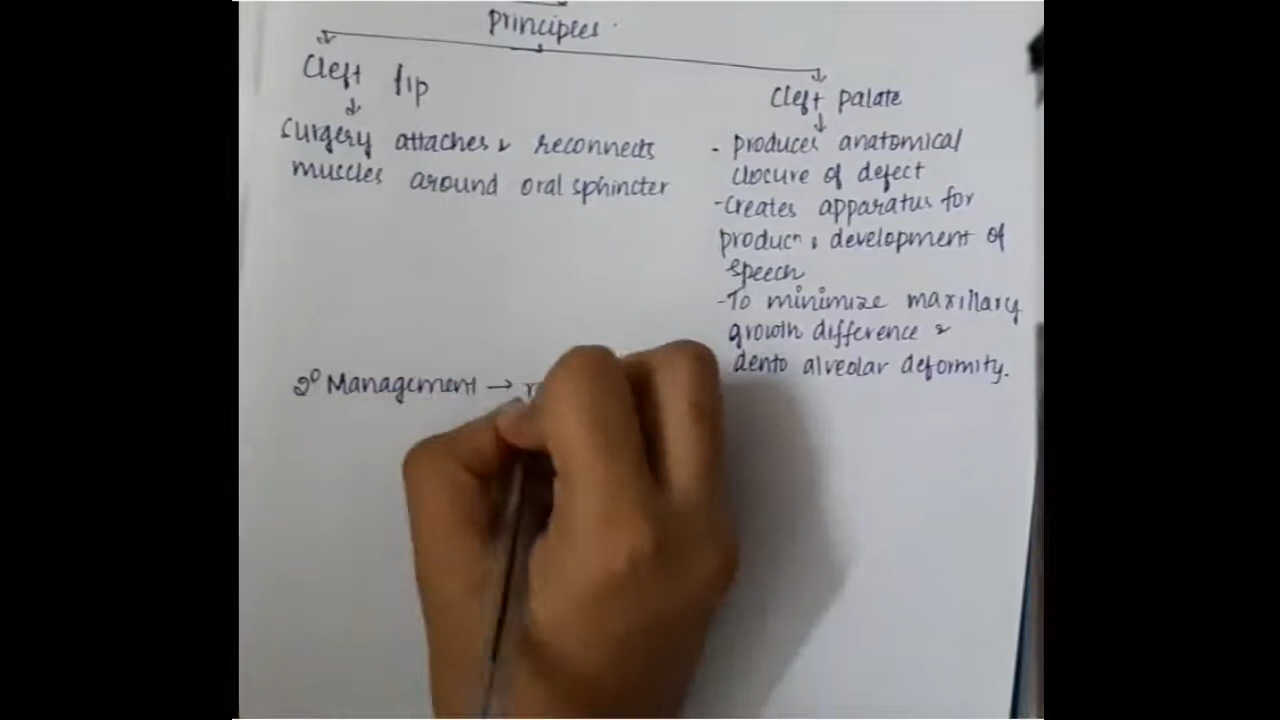 Principles
Cleft lip
Surgery attaches & reconnects
muscles around oral sphincter
Cleft palate
- produces anatomical
closure of defect
- Creates apparatus for
producⁿ & development of
speech
- To minimize maxillary
growth difference &
dento alveolar deformity.
2° Management → r